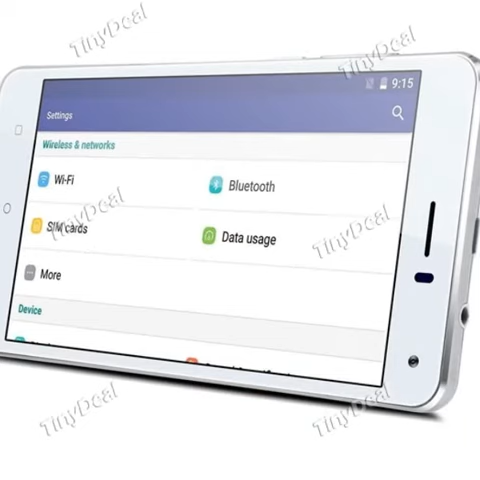 TinyDeal
TinyDeal
9:15
Settings
Wireless & networks
Wi-Fi
Bluetooth
TinyDeal
TinyDeal
SIM cards
Data usage
More
Device
TinyDeal
TinyDeal